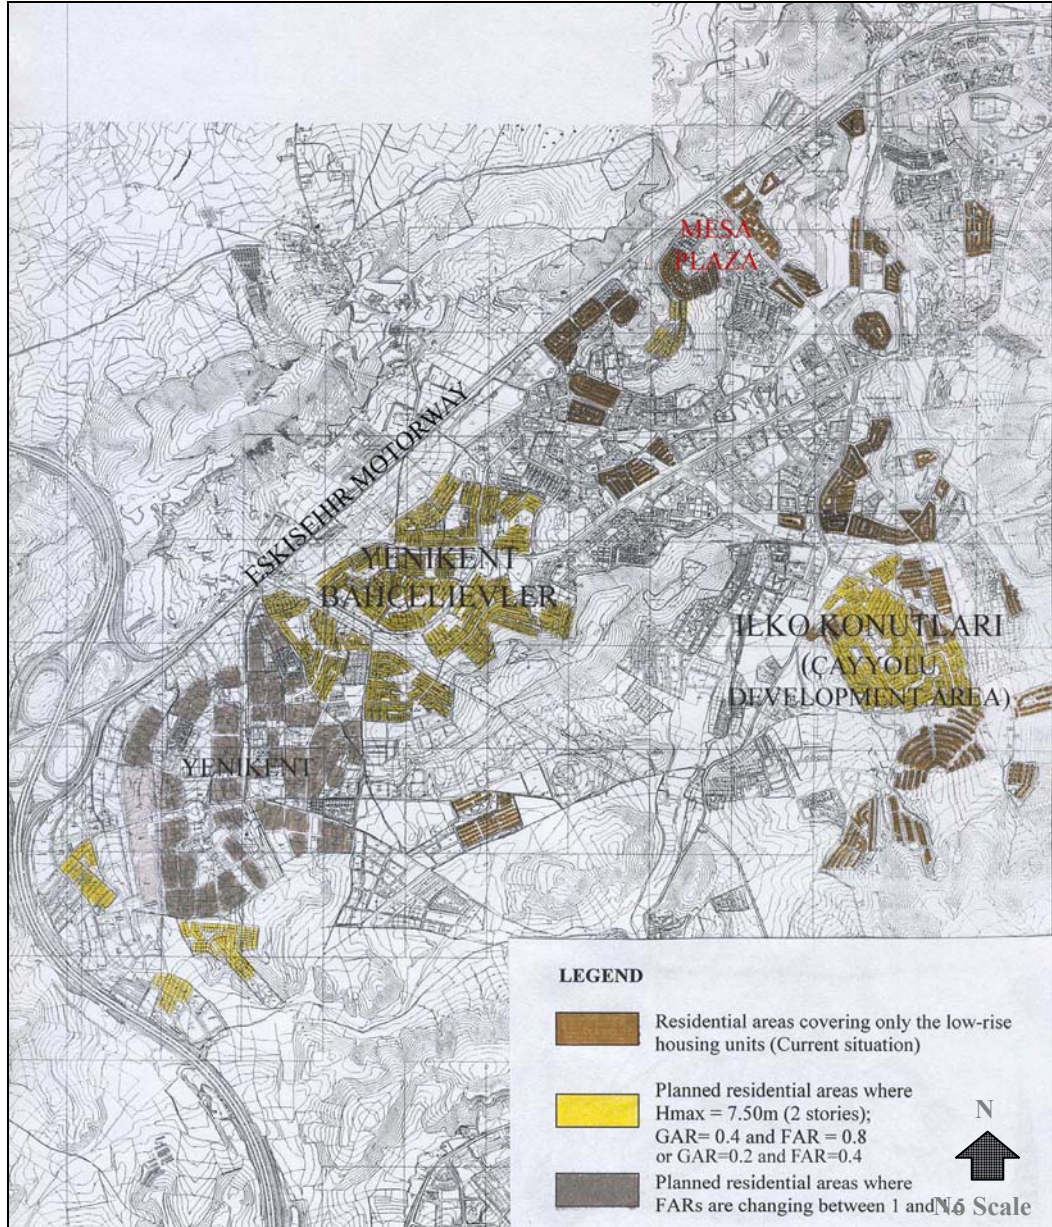 MESA
PLAZA
ESKISEHIR MOTORWAY
YENIKENT
BAHÇELIEVLER
ILKO KONUTLARI
(ÇAYYOLU
DEVELOPMENT AREA)
YENIKENT
LEGEND
Residential areas covering only the low-rise
housing units (Current situation)
Planned residential areas where
Hmax = 7.50m (2 stories);
GAR= 0.4 and FAR = 0.8
or GAR=0.2 and FAR=0.4
N
Planned residential areas where
FARs are changing between 1 and
Scale